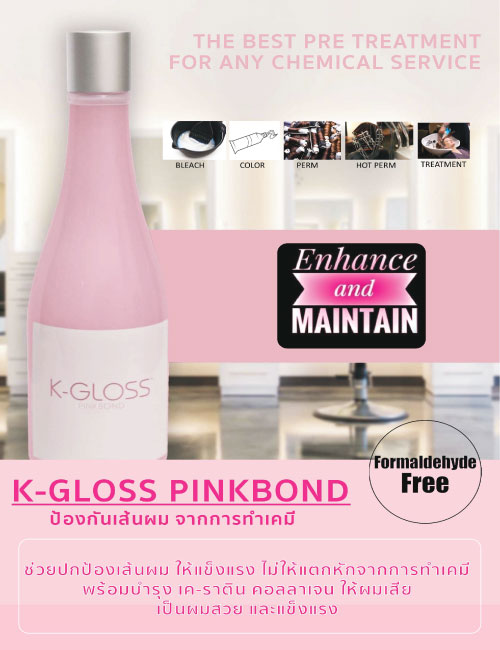 THE BEST PRE TREATMENT
FOR ANY CHEMICAL SERVICE
BLEACH
COLOR
PERM
HOT PERM
TREATMENT
Enhance
and
MAINTAIN
K-GLOSS
PINKBOND
Formaldehyde
Free
K-GLOSS PINKBOND
ป้องกันเส้นผม จากการทำเคมี
ช่วยปกป้องเส้นผม ให้แข็งแรง ไม่ให้แตกหักจากการทำเคมี
พร้อมบำรุง เค-ราติน คอลลาเจน ให้ผมเสีย
เป็นผมสวย และแข็งแรง